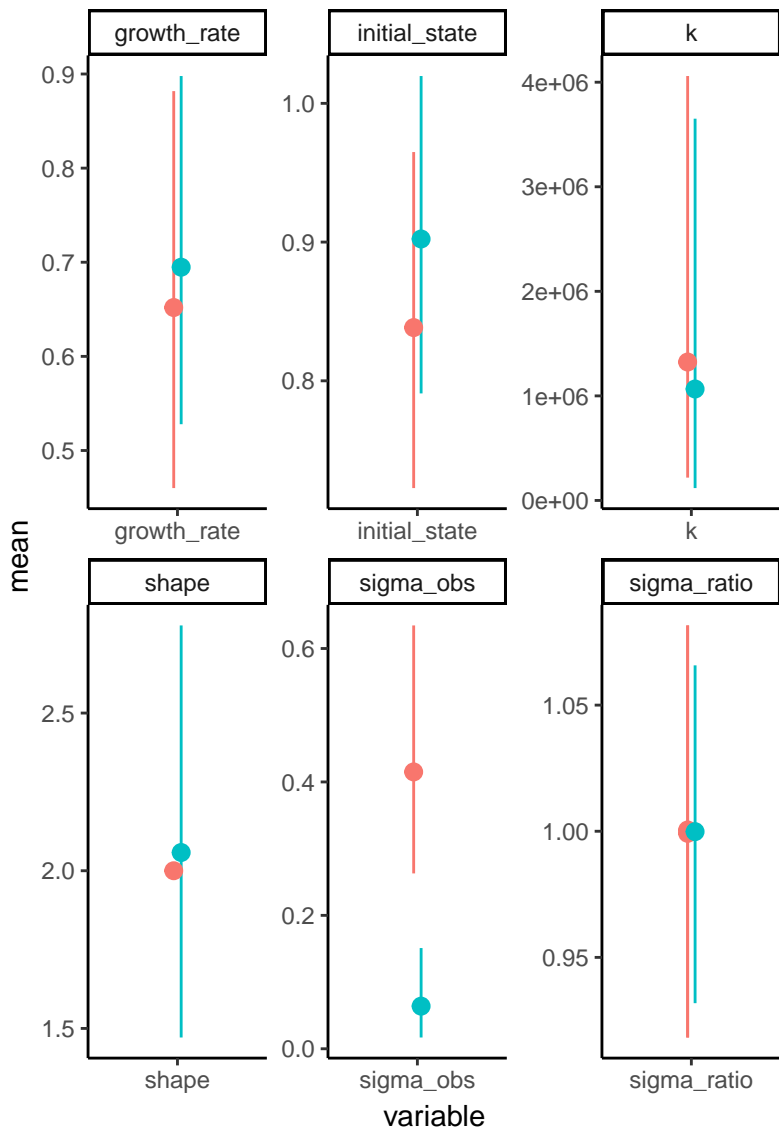 growth_rate
initial_state
k
0.9
0.8
0.7
0.6
0.5
1.0
0.9
0.8
4e+06
3e+06
2e+06
1e+06
0e+00
growth_rate
initial_state
k
mean
shape
sigma_obs
sigma_ratio
2.5
2.0
1.5
0.6
0.4
0.2
0.0
1.05
1.00
0.95
shape
sigma_obs
sigma_ratio
variable